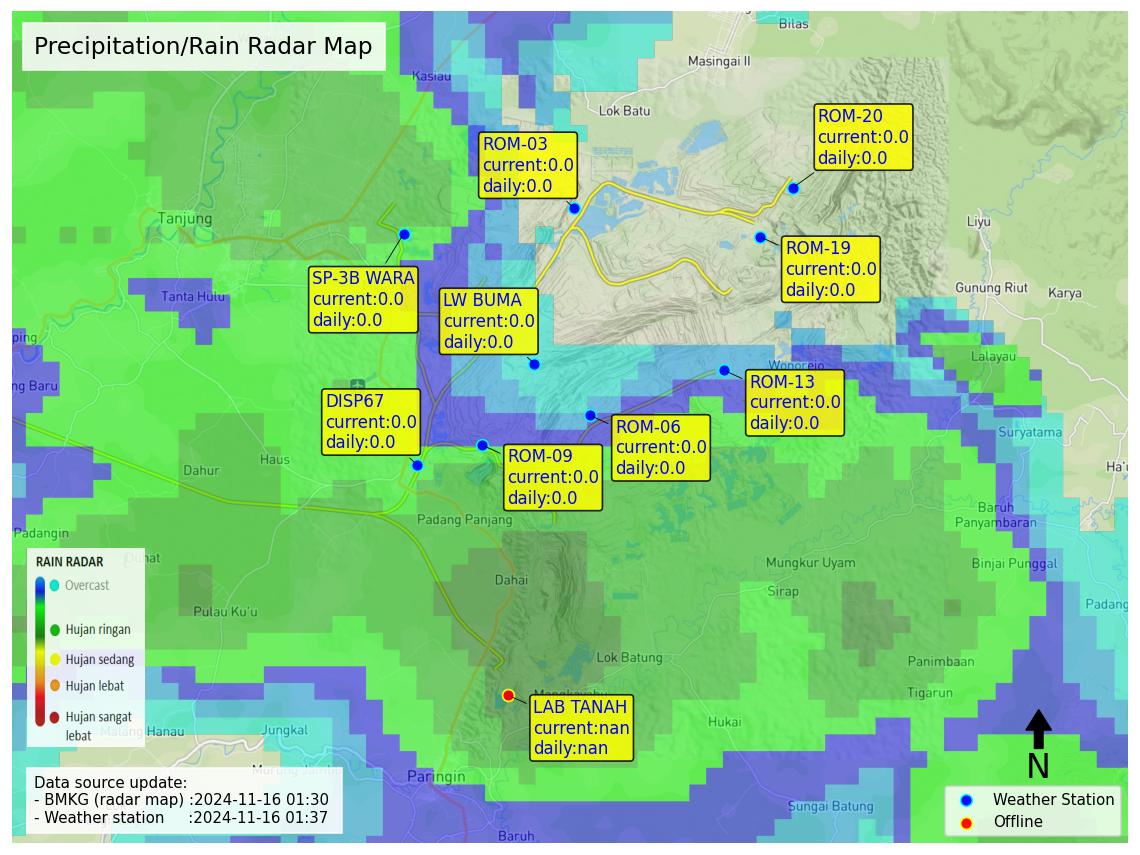 Precipitation/Rain Radar Map
Bilas
Masingai II
Kasiau
Lok Batu
ROM-20
current:0.0
daily:0.0
ROM-03
current:0.0
daily:0.0
Tanjung
Liyu
ROM-19
current:0.0
daily:0.0
SP-3B WARA
current:0.0
daily:0.0
Tanta Hulu
LW BUMA
current:0.0
daily:0.0
Gunung Riut
Karya
ping
Lalayau
Wonorejo
ng Baru
ROM-13
current:0.0
daily:0.0
DISP67
current:0.0
daily:0.0
ROM-06
current:0.0
daily:0.0
Suryatama
ROM-09
current:0.0
daily:0.0
Haus
Dahur
Ha'u
Padang Panjang
Baruh
Panyambaran
Padangin
Binjai Punggal
Mungkur Uyam
Dahai
Sirap
Padang
Pulau Ku'u
RAIN RADAR
Overcast
Hujan ringan
Hujan sedang
Hujan lebat
Hujan sangat
lebat
Lok Batung
Panimbaan
Tigarun
LAB TANAH
current:nan
daily:nan
Hukai
Malang Hanau
Jungkal
Paringin
N
Data source update:
- BMKG (radar map) :2024-11-16 01:30
- Weather station :2024-11-16 01:37
Sungai Batung
Baruh
Weather Station
Offline